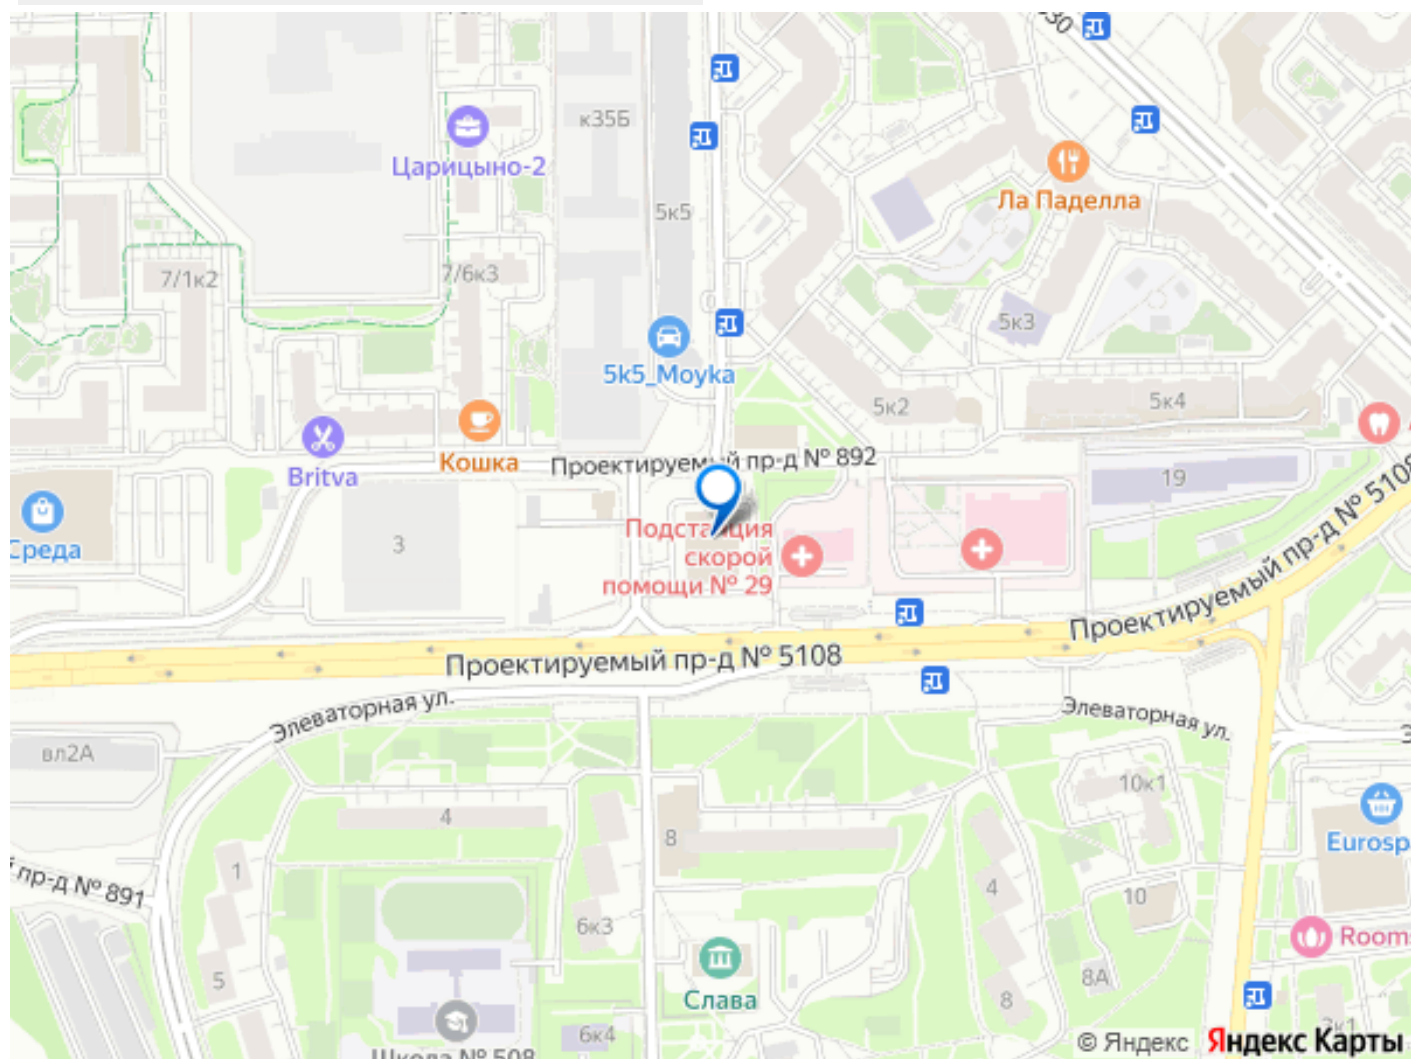 к35Б
Царицыно-2
Ла Паделла
5к5
7/1к2
7/6к3
5к3
5k5_Moyka
5к2
5к4
Britva
Кошка
Проектируемый пр-д № 892
19
Среда
3
Подстанция
скорой
помощи № 29
Проектируемый пр-д № 5108
Проектируемый пр-д № 5108
Элеваторная ул.
Элеваторная ул.
вл2А
10к1
4
8
Eurosp
1
пр-д № 891
4
10
6к3
Rooms
5
8А
Слава
8
6к4
Школа № 508
© Яндекс Яндекс Карты